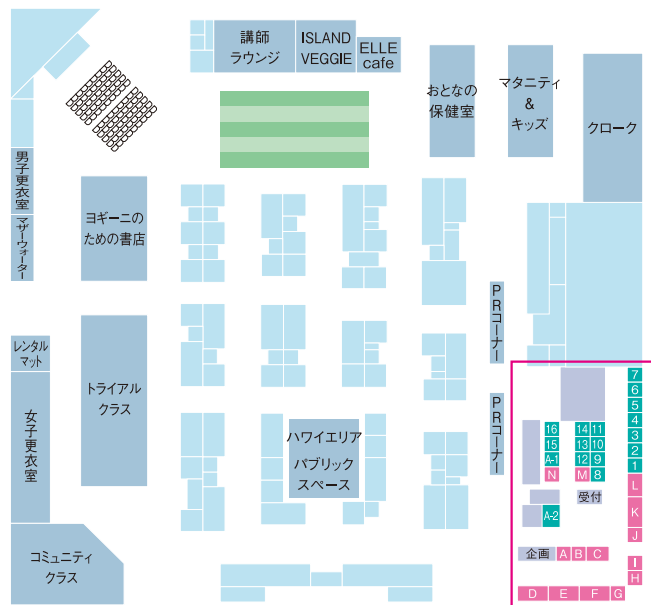 講師
ラウンジ
ISLAND
VEGGIE
ELLE
cafe
おとなの
保健室
マタニティ
&
キッズ
クローク
男子更衣室
マザーウォーター
ヨギーニの
ための書店
レンタル
マット
女子更衣室
トライアル
クラス
コミュニティ
クラス
ハワイエリア
パブリック
スペース
PRコーナー
PRコーナー
7
6
5
4
3
2
1
L
K
J
I
H
16
15
A-1
N
14
11
13
10
12
9
M
8
受付
A-2
企画
A
B
C
D
E
F
G